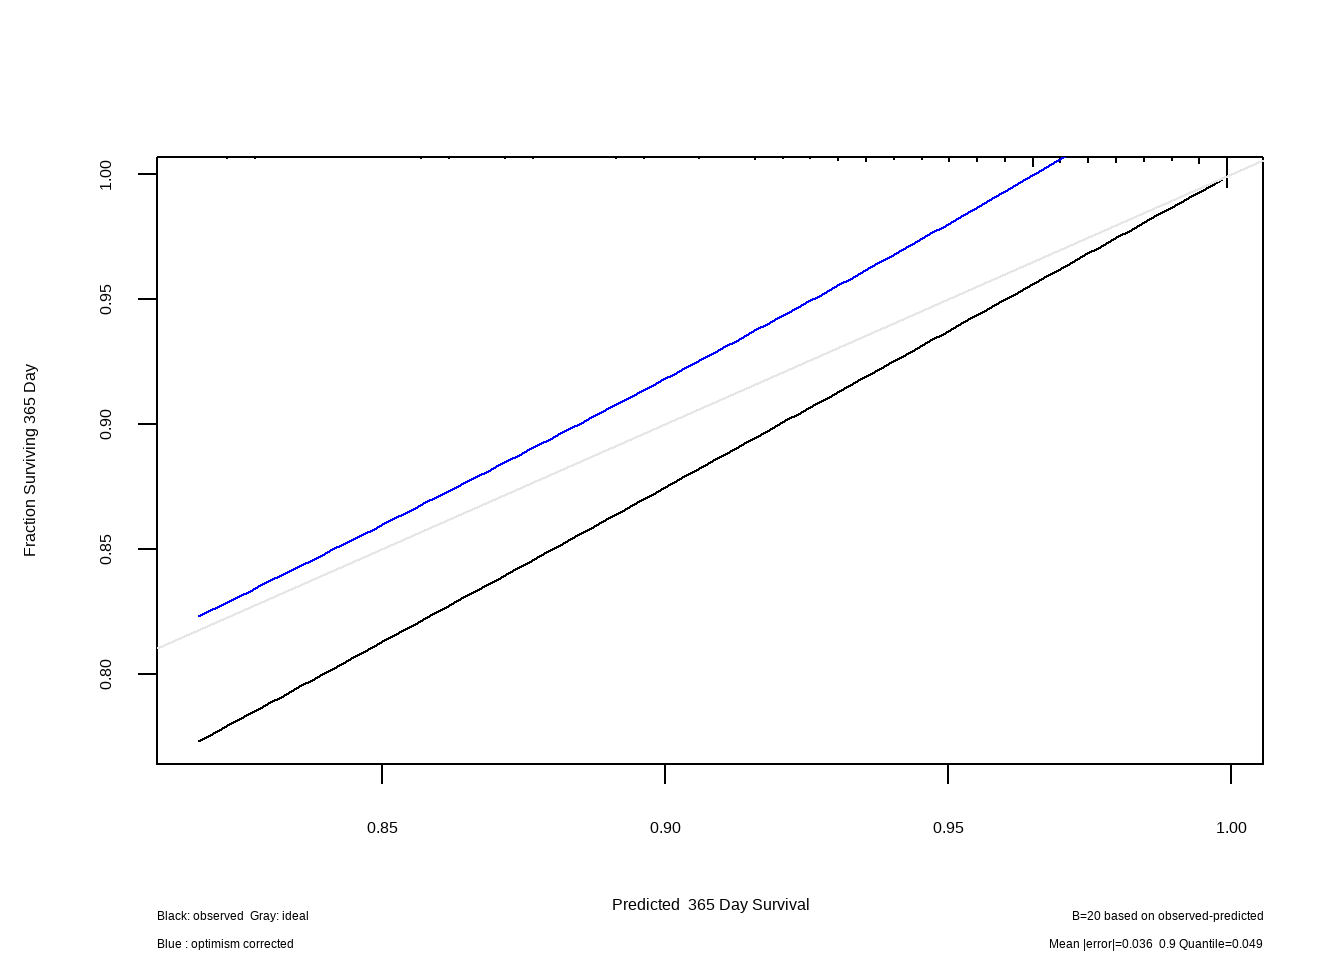 1.00
0.95
0.90
0.85
0.80
Fraction Surviving 365 Day
0.85 0.90 0.95 1.00
Predicted  365 Day Survival
Black: observed  Gray: ideal
Blue : optimism corrected
B=20 based on observed-predicted
Mean |error|=0.036  0.9 Quantile=0.049